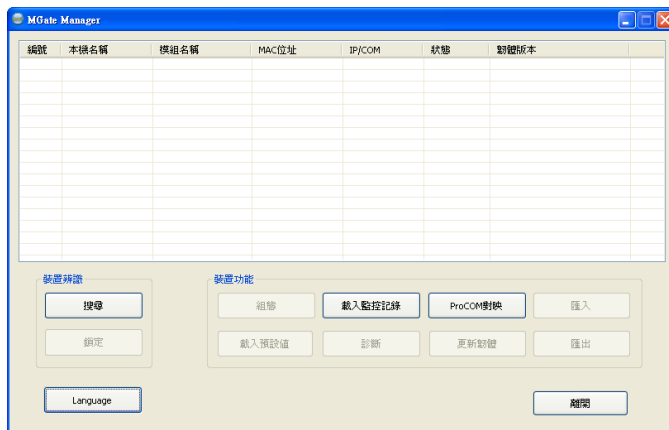 MGate Manager
編號 本機名稱 模組名稱 MAC位址 IP/COM 狀態 韌體版本
裝置辨識 裝置功能
搜尋 組態 載入監控記錄 ProCOM對映 匯入
鎖定 載入預設值 診斷 更新韌體 匯出
Language 離開